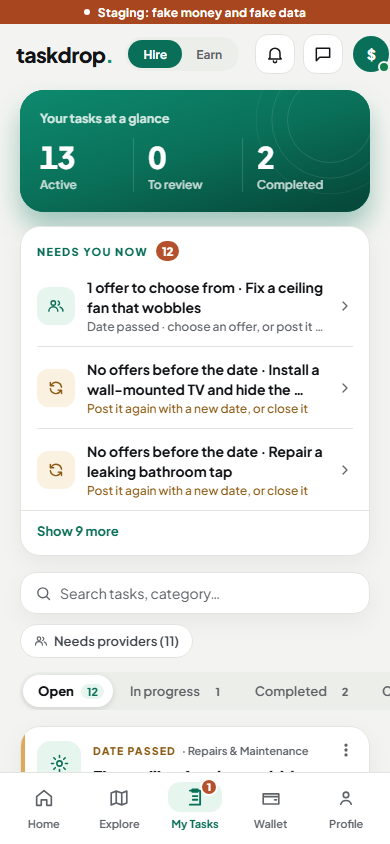 Staging: fake money and fake data
taskdrop.
Hire
Earn
$
Your tasks at a glance
13
0
2
Active
To review
Completed
NEEDS YOU NOW 12
1 offer to choose from · Fix a ceiling
fan that wobbles
Date passed · choose an offer, or post it ...
No offers before the date · Install a
wall-mounted TV and hide the ...
Post it again with a new date, or close it
No offers before the date · Repair a
leaking bathroom tap
Post it again with a new date, or close it
Show 9 more
Search tasks, category...
Needs providers (11)
Open 12
In progress 1
Completed 2
DATE PASSED · Repairs & Maintenance
1
Home
Explore
My Tasks
Wallet
Profile